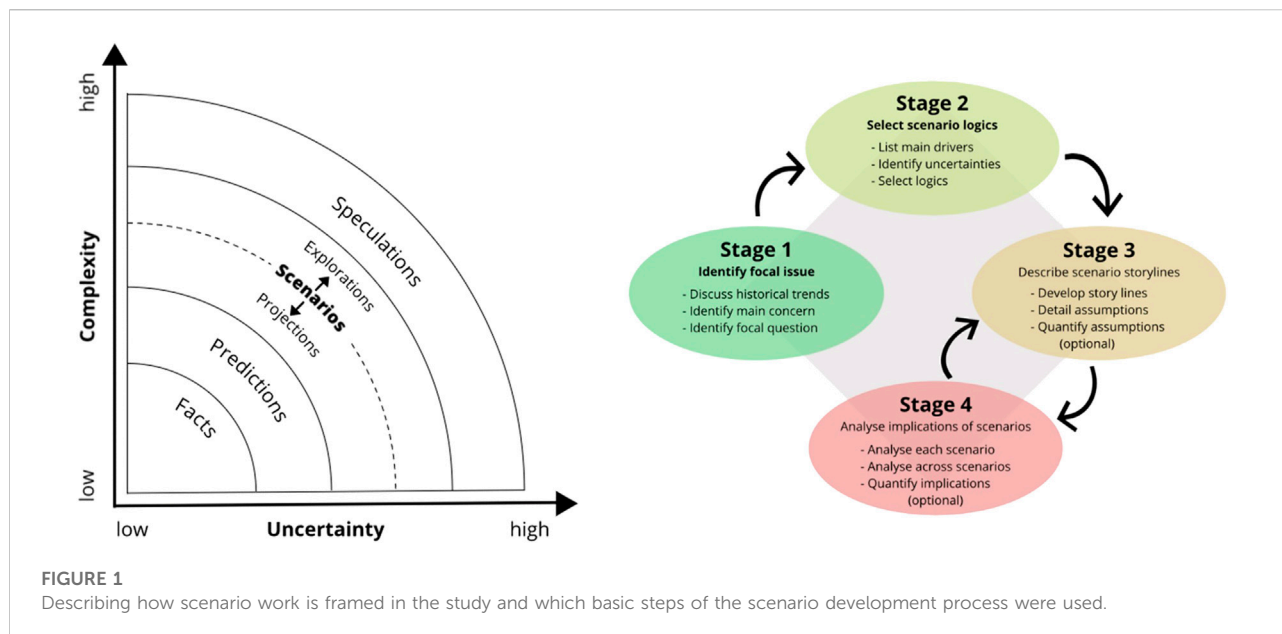 high
Complexity
low
Speculations
Explorations
Scenarios
Projections
Predictions
Facts
low
Uncertainty
high
Stage 1
Identify focal issue
- Discuss historical trends
- Identify main concern
- Identify focal question
Stage 2
Select scenario logics
- List main drivers
- Identify uncertainties
- Select logics
Stage 3
Describe scenario storylines
- Develop story lines
- Detail assumptions
- Quantify assumptions
(optional)
Stage 4
Analyse implications of scenarios
- Analyse each scenario
- Analyse across scenarios
- Quantify implications
(optional)
FIGURE 1
Describing how scenario work is framed in the study and which basic steps of the scenario development process were used.